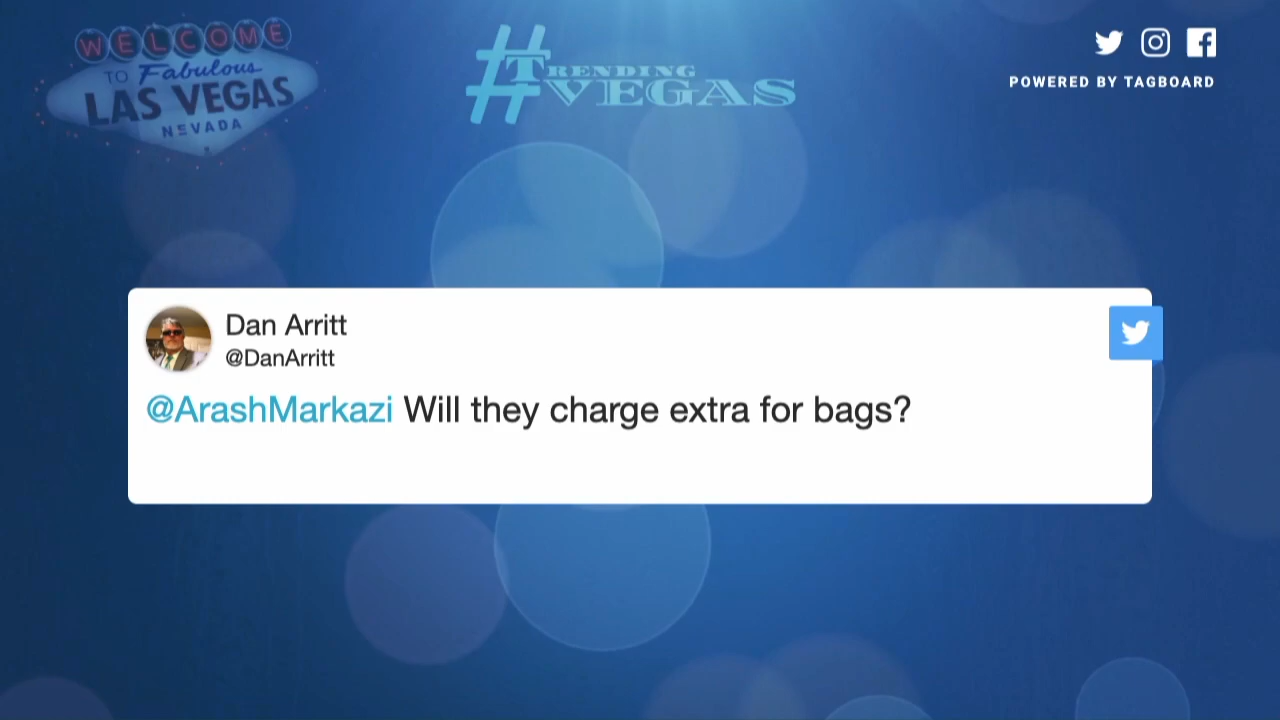 WELCOME
TO Fabulous
LAS VEGAS
NEVADA
#TRENDING
VEGAS
POWERED BY TAGBOARD
Dan Arritt
@DanArritt
@ArashMarkazi Will they charge extra for bags?